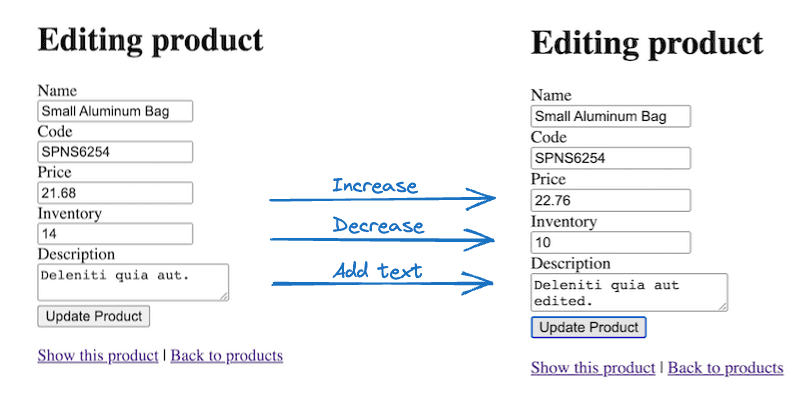 Editing product
Name
Small Aluminum Bag
Code
SPNS6254
Price
21.68
Inventory
14
Description
Deleniti quia aut.
Update Product
Show this product | Back to products
Increase
Decrease
Add text
Editing product
Name
Small Aluminum Bag
Code
SPNS6254
Price
22.76
Inventory
10
Description
Deleniti quia aut
edited.
Update Product
Show this product | Back to products